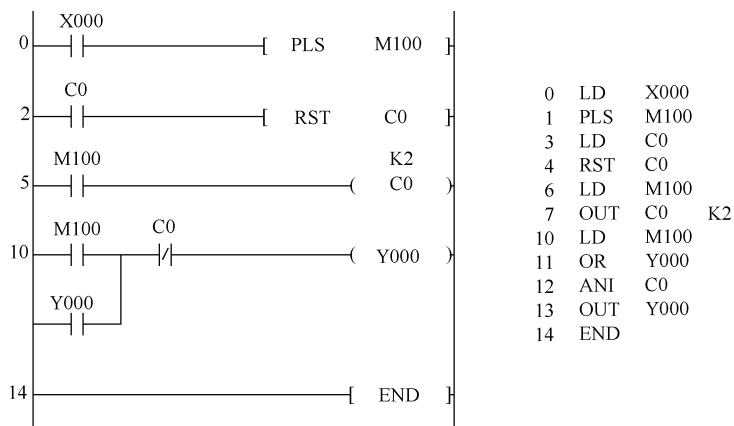 X000
0 [ PLS M100 ]
C0
2 [ RST C0 ]
M100 K2
5 ( C0 )
M100 C0
10 ( Y000 )
Y000
14 [ END ]
0 LD X000
1 PLS M100
3 LD C0
4 RST C0
6 LD M100
7 OUT C0 K2
10 LD M100
11 OR Y000
12 ANI C0
13 OUT Y000
14 END